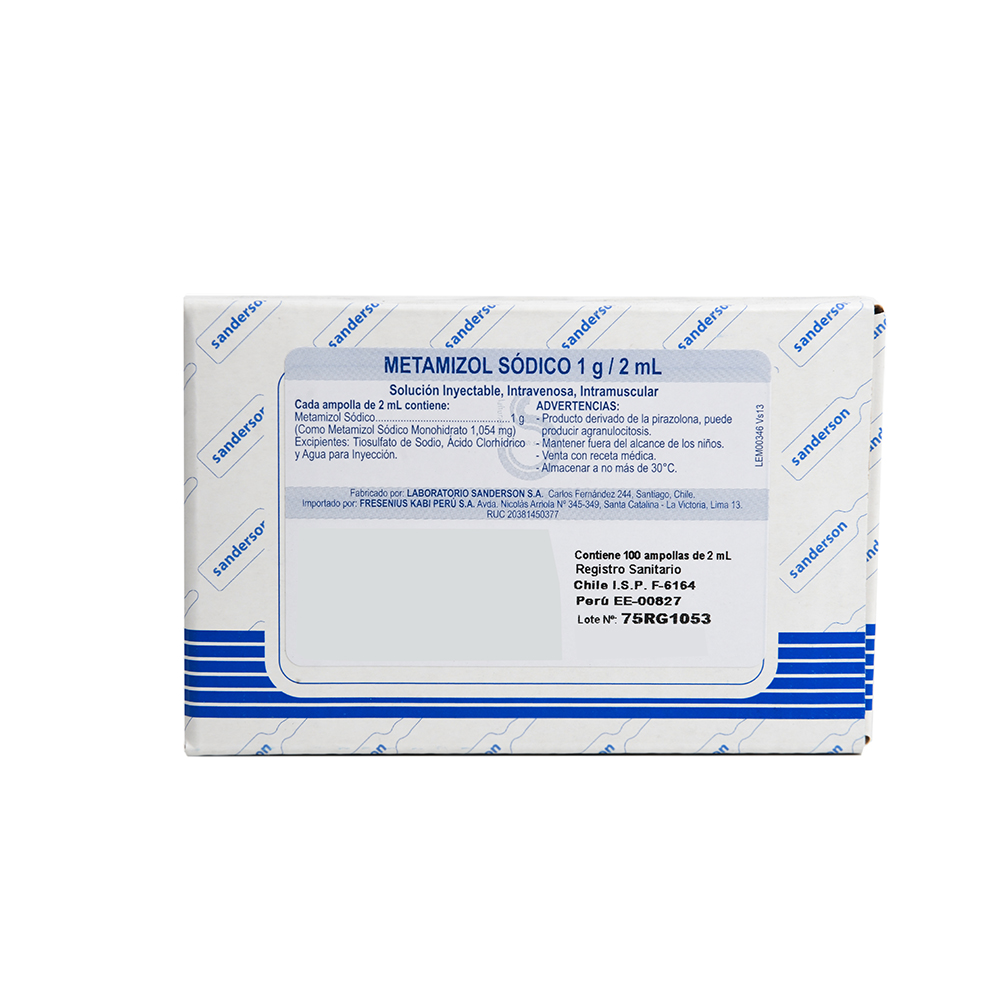 METAMIZOL SÓDICO 1 g / 2 mL
Solución Inyectable, Intravenosa, Intramuscular
Cada ampolla de 2 mL contiene:
Metamizol Sódico..........................................1 g
(Como Metamizol Sódico Monohidrato 1,054 mg)
Excipientes: Tiosulfato de Sodio, Ácido Clorhídrico
y Agua para Inyección.
ADVERTENCIAS:
- Producto derivado de la pirazolona, puede
producir agranulocitosis.
- Mantener fuera del alcance de los niños.
- Venta con receta médica.
- Almacenar a no más de 30°C.
LEM00346 Vs13
Fabricado por: LABORATORIO SANDERSON S.A. Carlos Fernández 244, Santiago, Chile.
Importado por: FRESENIUS KABI PERÚ S.A. Avda. Nicolás Arriola N° 345-349, Santa Catalina - La Victoria, Lima 13.
RUC 20381450377
Contiene 100 ampollas de 2 mL
Registro Sanitario
Chile I.S.P. F-6164
Perú EE-00827
Lote Nº: 75RG1053
sanderson
sanderson
sanderson
sanderson
sanderson